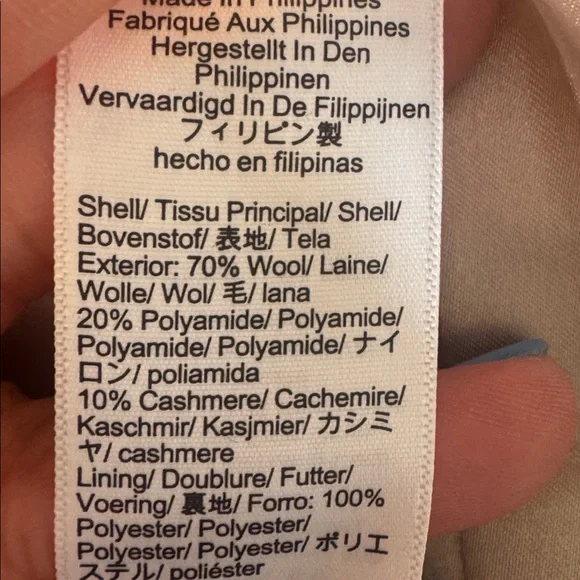 Made In Philippines
Fabriqué Aux Philippines
Hergestellt In Den
Philippinen
Vervaardigd In De Filippijnen
フィリピン製
hecho en filipinas
Shell/ Tissu Principal/ Shell/
Bovenstof/ 表地/ Tela
Exterior: 70% Wool/ Laine/
Wolle/ Wol/ 毛/ lana
20% Polyamide/ Polyamide/
Polyamide/ Polyamide/ ナイ
ロン/ poliamida
10% Cashmere/ Cachemire/
Kaschmir/ Kasjmier/ カシミ
ヤ/ cashmere
Lining/ Doublure/ Futter/
Voering/ 裏地/ Forro: 100%
Polyester/ Polyester/
Polyester/ Polyester/ ポリエ
ステル/ poliéster